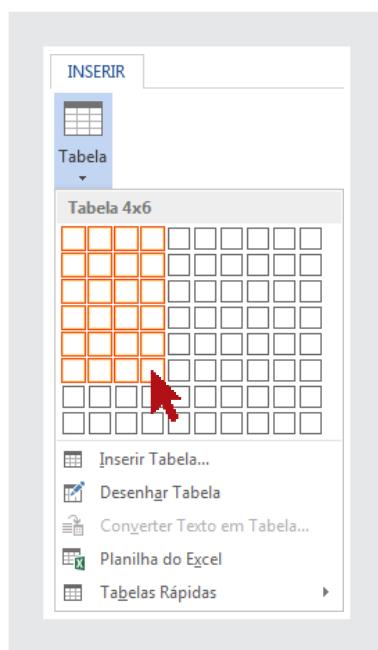 INSERIR
Tabela
Tabela 4x6
Inserir Tabela...
Desenhar Tabela
Converter Texto em Tabela...
Planilha do Excel
Tabelas Rápidas